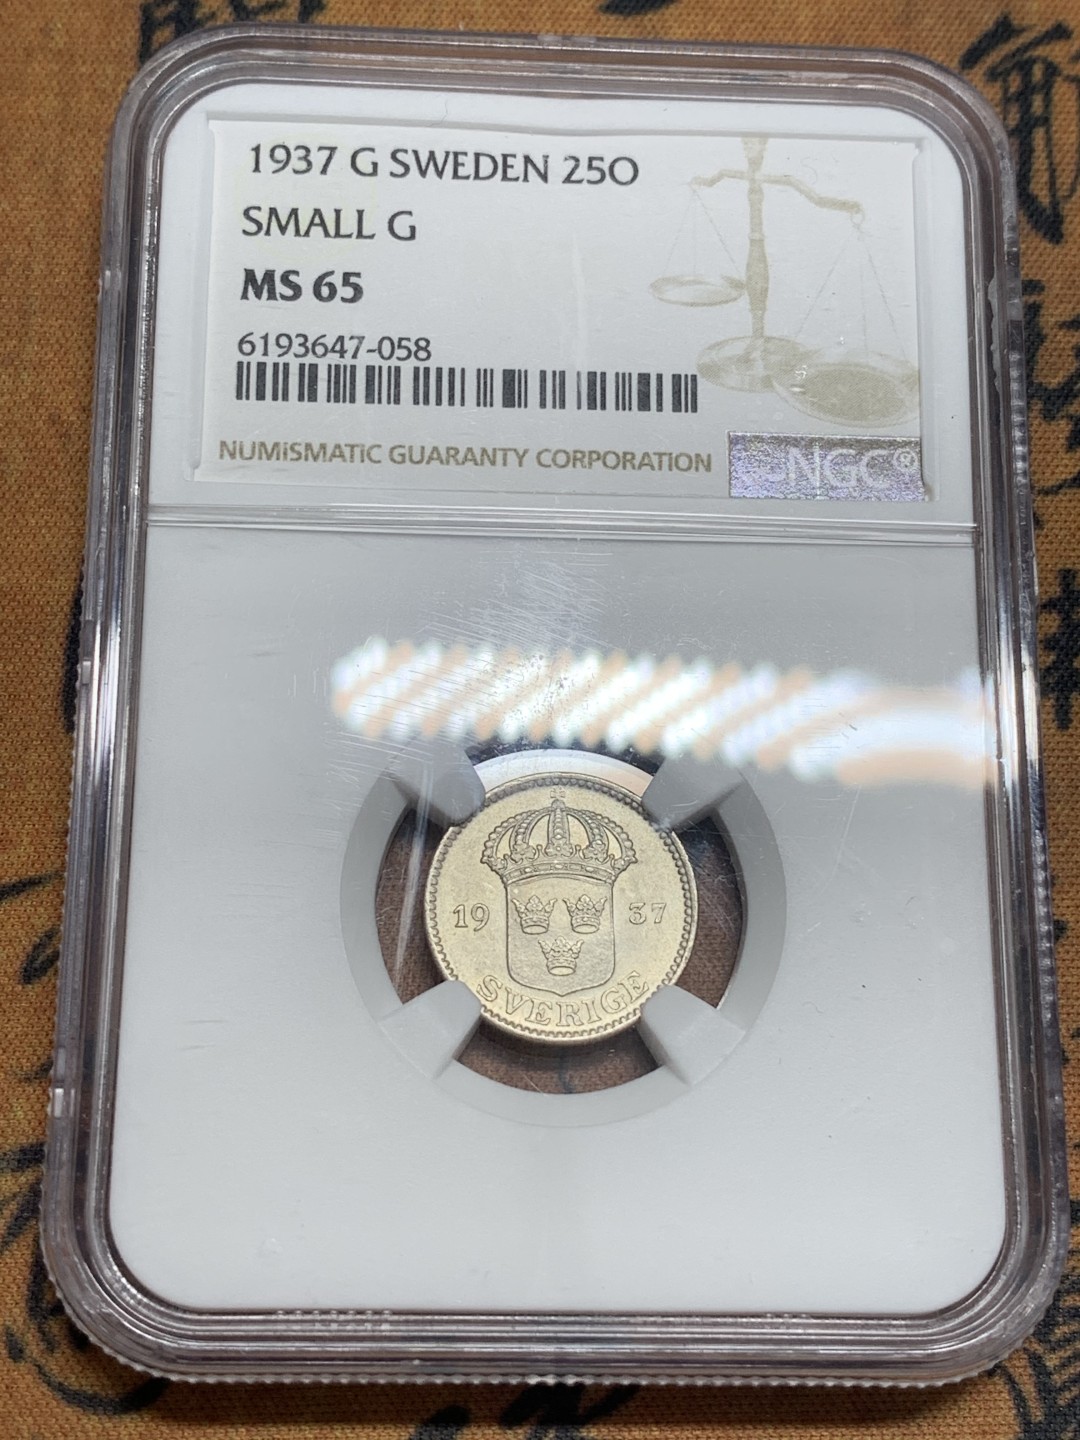 1937 G SWEDEN 25O
SMALL G
MS 65
6193647-058
NUMISMATIC GUARANTY CORPORATION
NGC®
19 37
SVERIGE